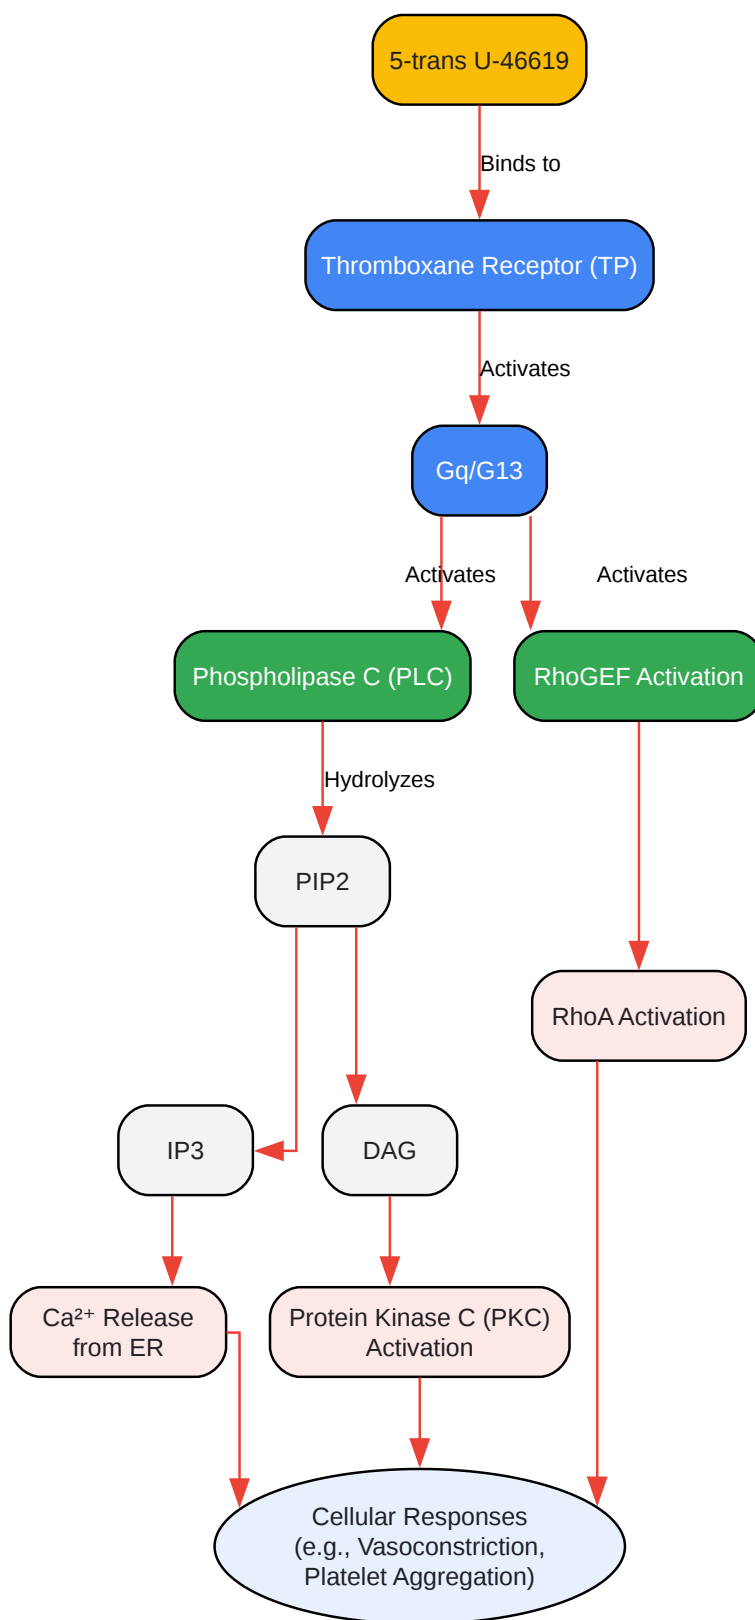 5-trans U-46619
Binds to
Thromboxane Receptor (TP)
Activates
Gq/G13
Activates
Activates
Phospholipase C (PLC)
RhoGEF Activation
Hydrolyzes
PIP2
RhoA Activation
IP3
DAG
Ca²⁺ Release
from ER
Protein Kinase C (PKC)
Activation
Cellular Responses
(e.g., Vasoconstriction,
Platelet Aggregation)